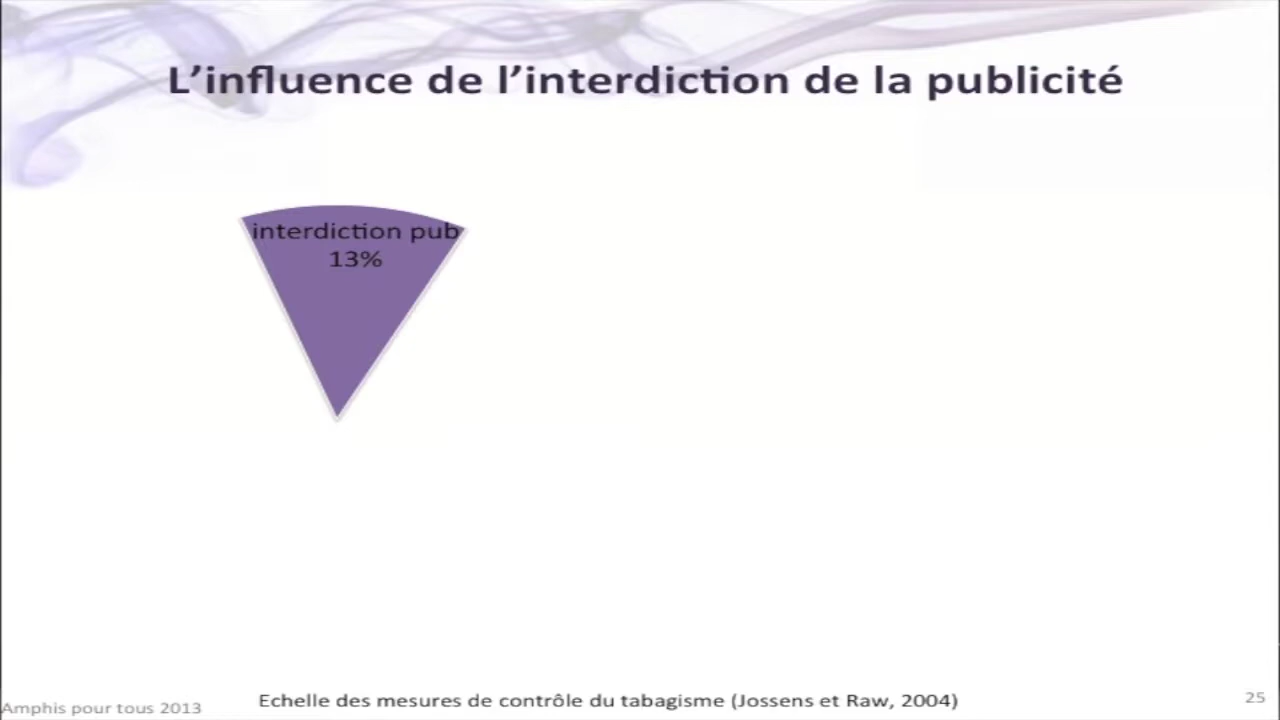 L’influence de l’interdiction de la publicité
interdiction pub
13%
Amphis pour tous 2013
Echelle des mesures de contrôle du tabagisme (Jossens et Raw, 2004)
25